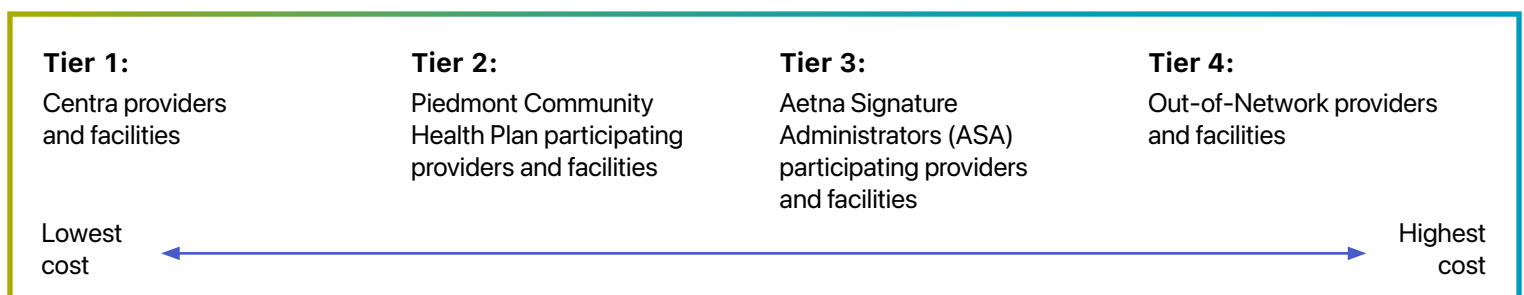 Tier 1:
Centra providers
and facilities
Tier 2:
Piedmont Community
Health Plan participating
providers and facilities
Tier 3:
Aetna Signature
Administrators (ASA)
participating providers
and facilities
Tier 4:
Out-of-Network providers
and facilities
Lowest
cost
Highest
cost